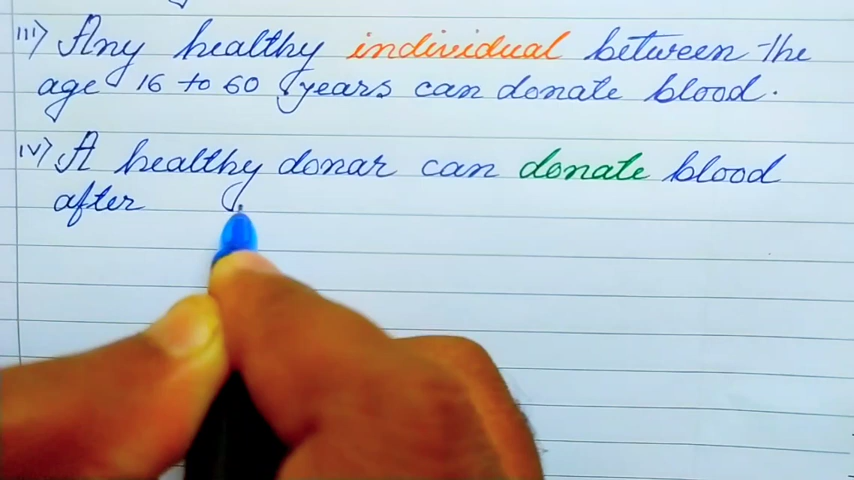 iii) Any healthy individual between the
age 16 to 60 years can donate blood.
iv) A healthy donar can donate blood
after